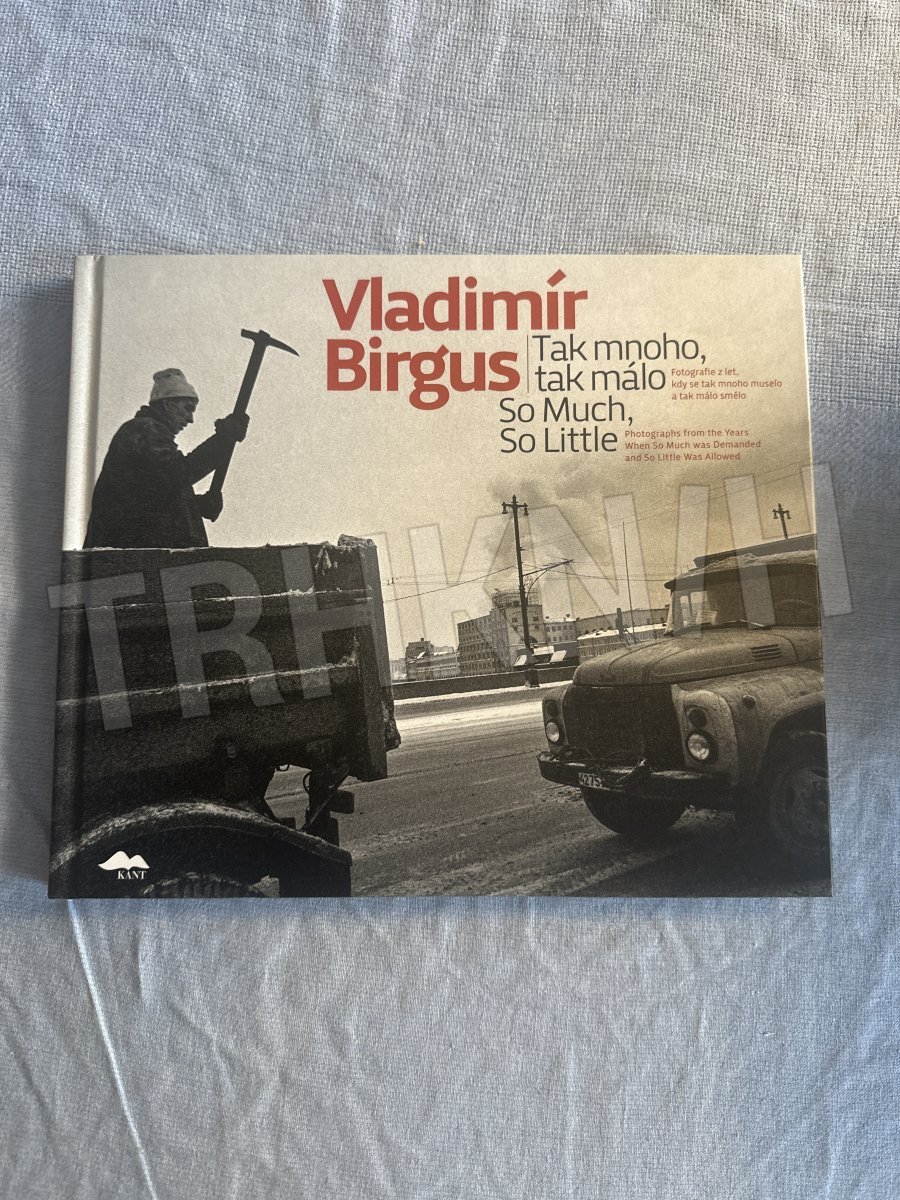 Vladimír
Birgus
Tak mnoho,
tak málo
Fotografie z let,
kdy se tak mnoho muselo
a tak málo smělo
So Much,
So Little
Photographs from the Years
When So Much was Demanded
and So Little Was Allowed
TRHKNIH
KANT